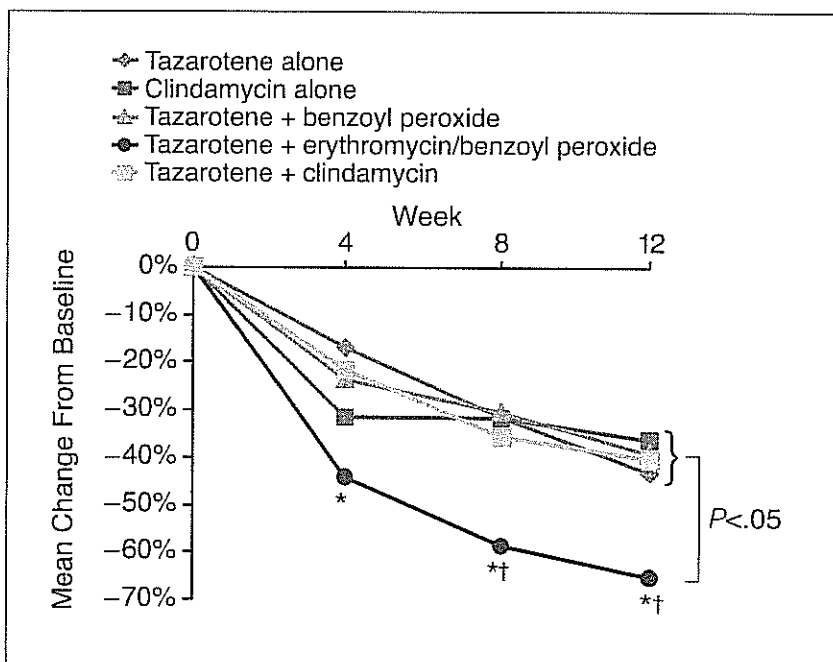 Tazarotene alone
Clindamycin alone
Tazarotene + benzoyl peroxide
Tazarotene + erythromycin/benzoyl peroxide
Tazarotene + clindamycin
Week
0 4 8 12
Mean Change From Baseline
0%
−10%
−20%
−30%
−40%
−50%
−60%
−70%
*
*†
*†
P<.05